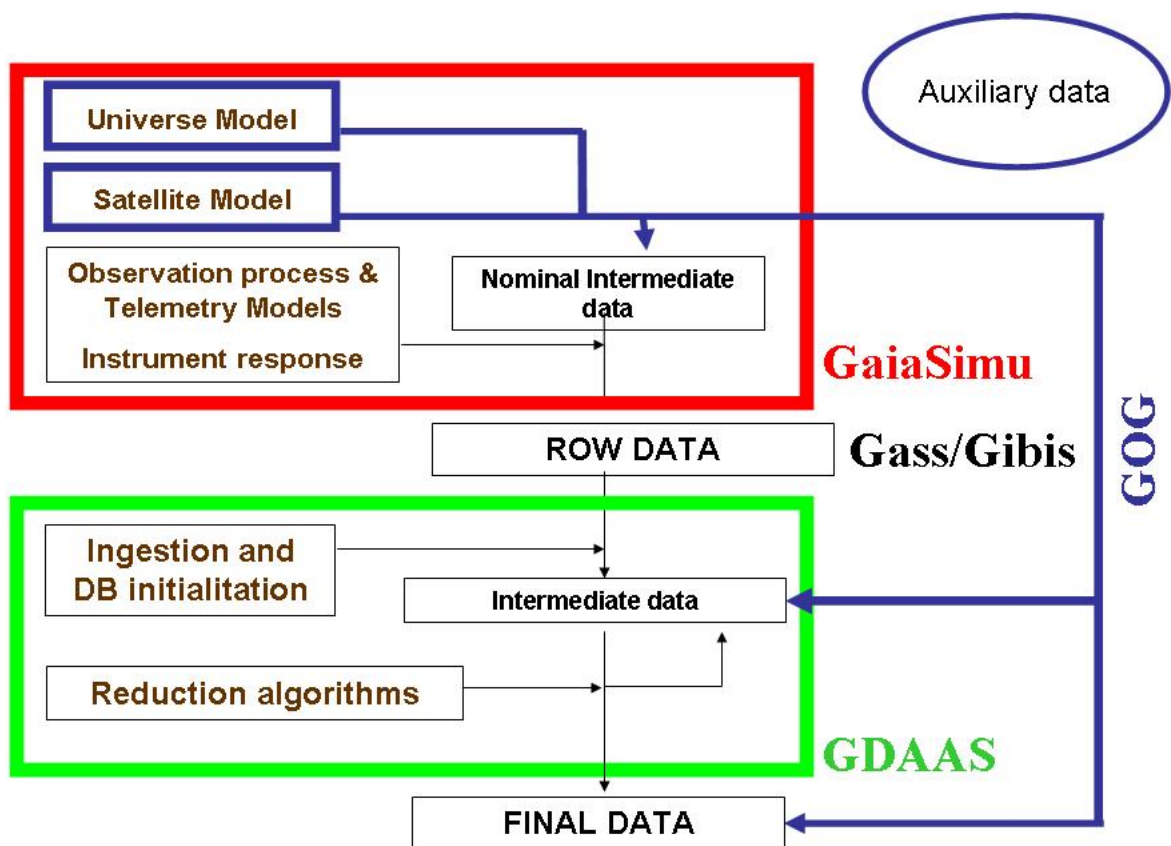 Auxiliary data
Universe Model
Satellite Model
Observation process &
Telemetry Models
Instrument response
Nominal Intermediate
data
GaiaSimu
ROW DATA
Gass/Gibis
GOG
Ingestion and
DB initialitation
Intermediate data
Reduction algorithms
GDAAS
FINAL DATA